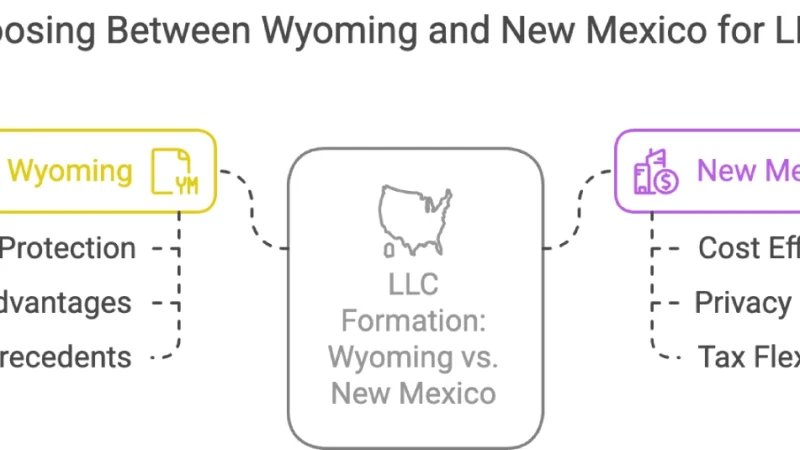 oosing Between Wyoming and New Mexico for L
Wyoming
YM
New Me
Protection
dvantages
recedents
LLC
Formation:
Wyoming vs.
New Mexico
$
Cost Eff
Privacy
Tax Flex